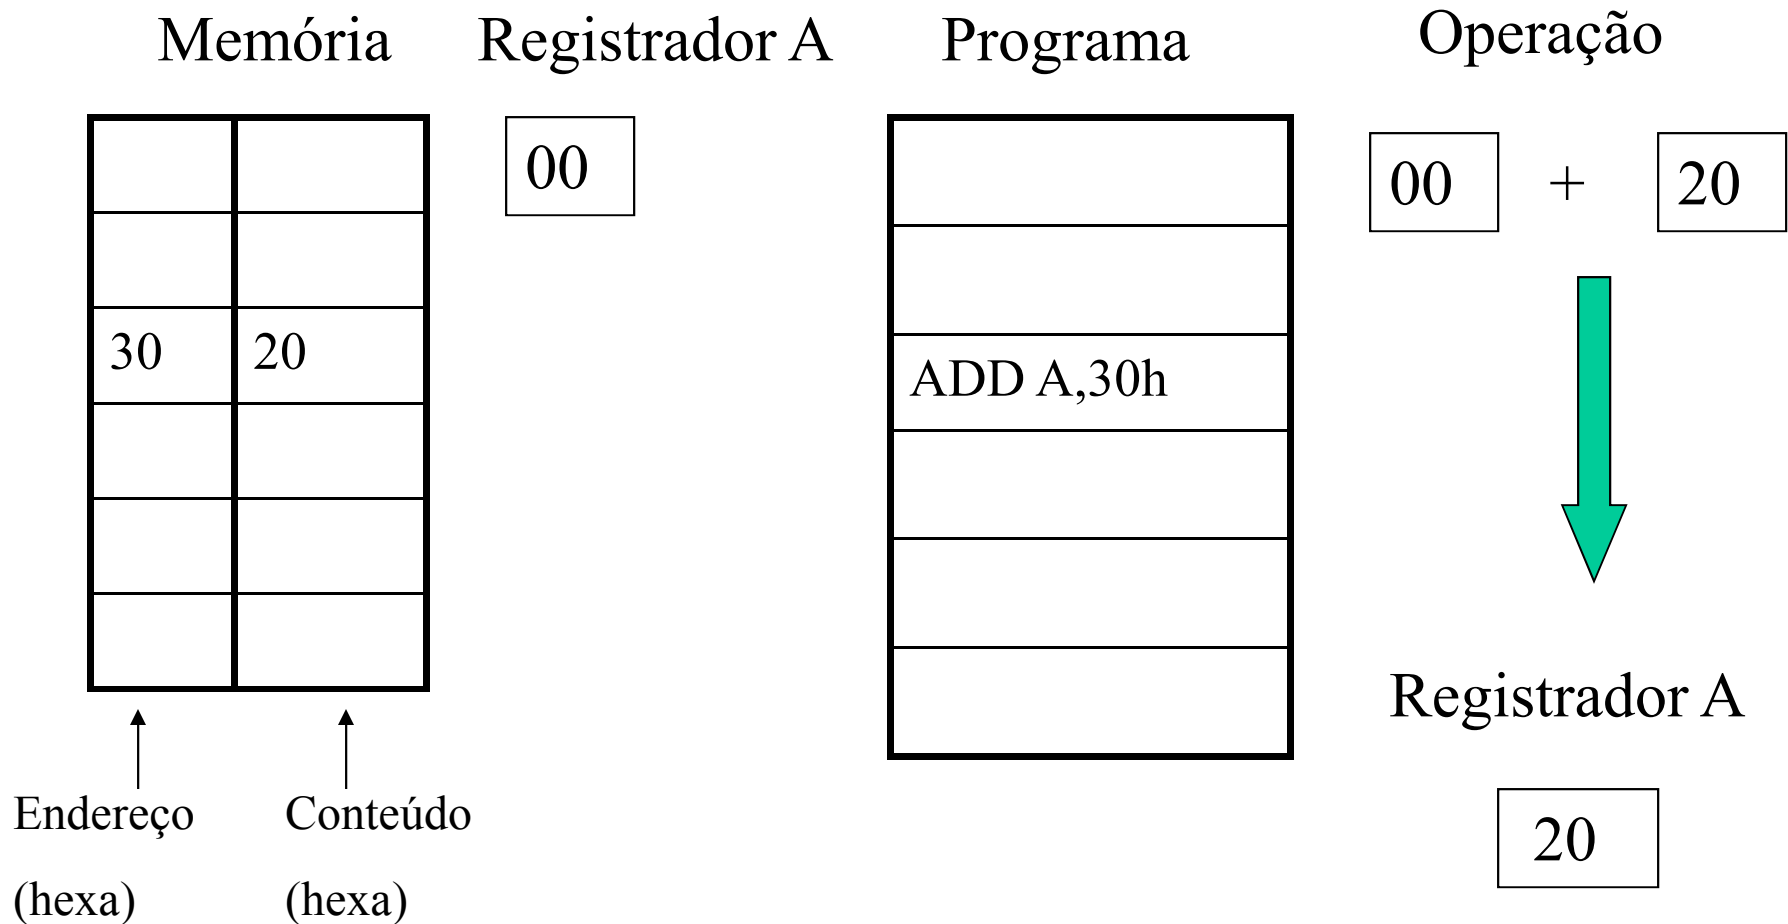 Memória
Registrador A
Programa
Operação
00
00 + 20
30 20
ADD A,30h
Registrador A
20
Endereço
(hexa)
Conteúdo
(hexa)